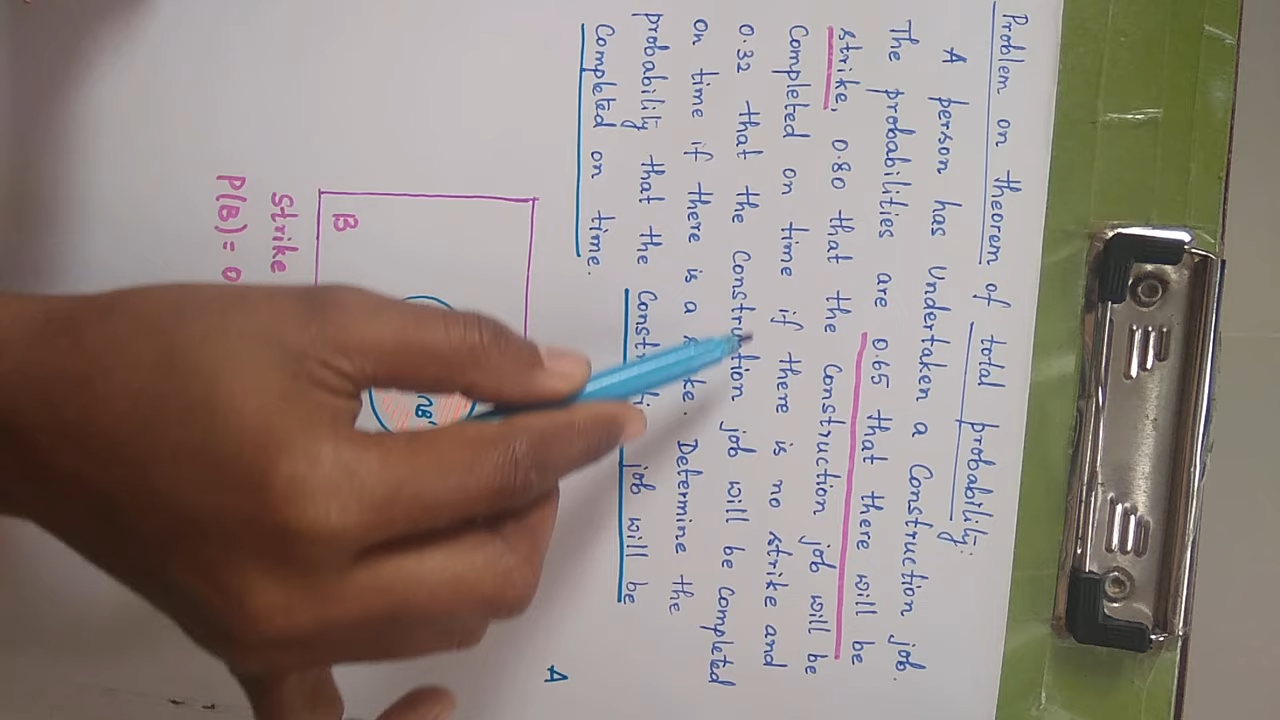 Problem on theorem of total probability:
A person has Undertaken a Construction job.
The probabilities are 0.65 that there will be
strike, 0.80 that the Construction job will be
Completed on time if there is no strike and
0.32 that the Construction job will be Completed
on time if there is a Determine the
probability that the job will be
Completed on time.
A
B
Strike
P(B) = 0